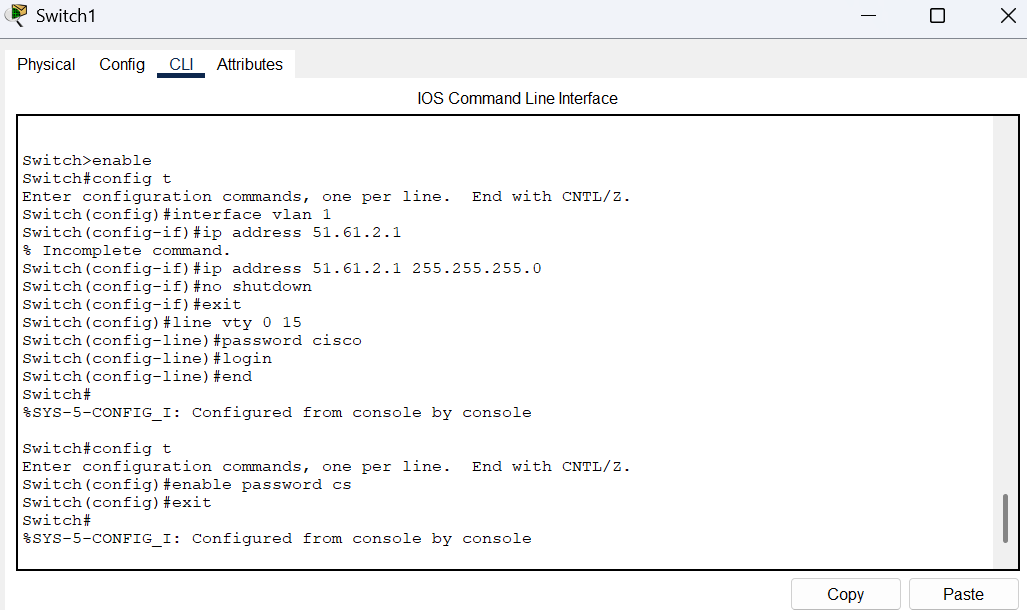 Switch1
Physical Config CLI Attributes
IOS Command Line Interface
Switch>enable
Switch#config t
Enter configuration commands, one per line.  End with CNTL/Z.
Switch(config)#interface vlan 1
Switch(config-if)#ip address 51.61.2.1
% Incomplete command.
Switch(config-if)#ip address 51.61.2.1 255.255.255.0
Switch(config-if)#no shutdown
Switch(config-if)#exit
Switch(config)#line vty 0 15
Switch(config-line)#password cisco
Switch(config-line)#login
Switch(config-line)#end
Switch#
%SYS-5-CONFIG_I: Configured from console by console
Switch#config t
Enter configuration commands, one per line.  End with CNTL/Z.
Switch(config)#enable password cs
Switch(config)#exit
Switch#
%SYS-5-CONFIG_I: Configured from console by console
Copy Paste